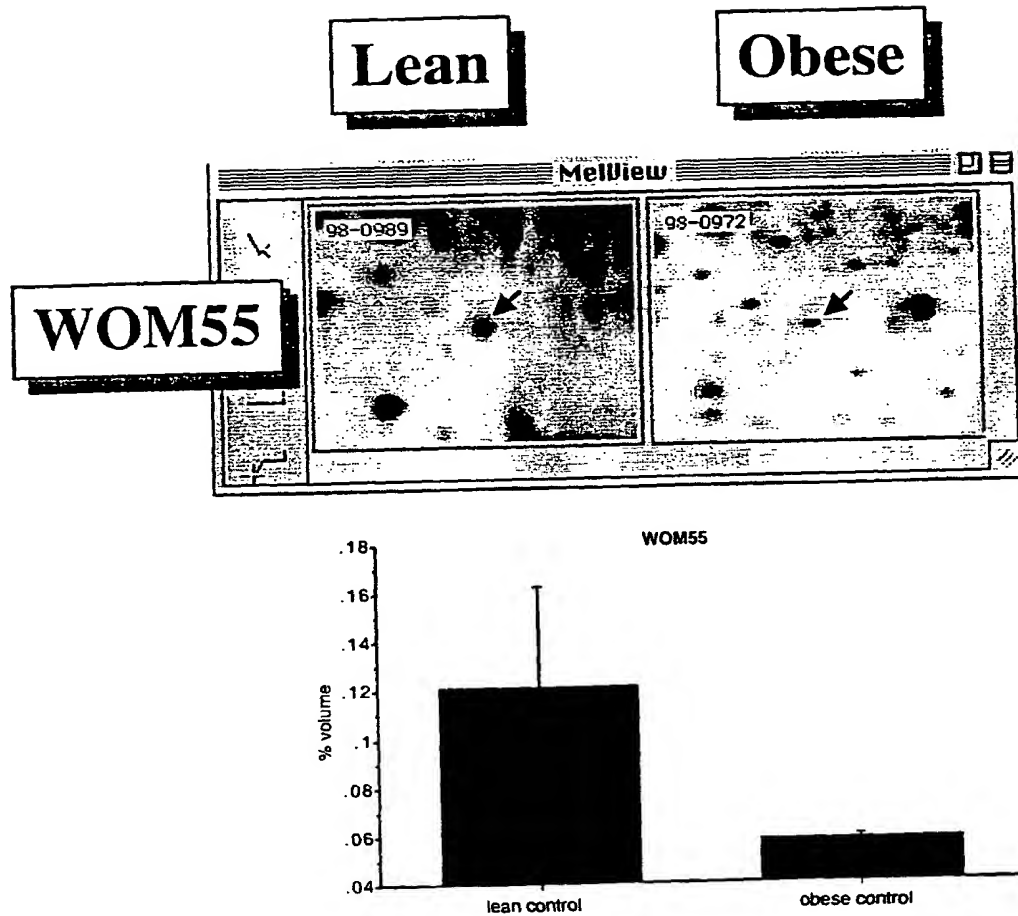 Lean
Obese
MelView
98-0989
98-0972
WOM55
WOM55
.18
.16
.14
.12
.1
.08
.06
.04
% volume
lean control
obese control